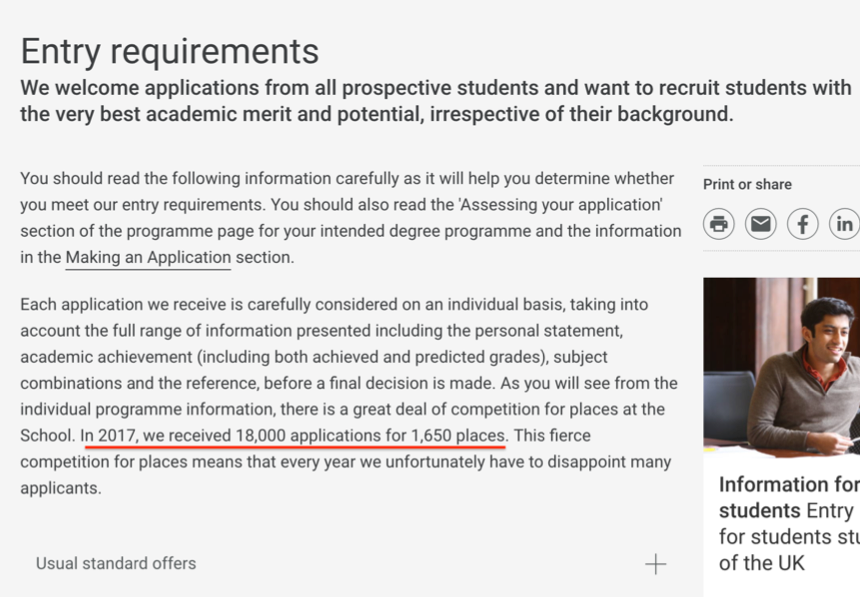 Entry requirements
We welcome applications from all prospective students and want to recruit students with
the very best academic merit and potential, irrespective of their background.
You should read the following information carefully as it will help you determine whether
you meet our entry requirements. You should also read the 'Assessing your application'
section of the programme page for your intended degree programme and the information
in the Making an Application section.
Each application we receive is carefully considered on an individual basis, taking into
account the full range of information presented including the personal statement,
academic achievement (including both achieved and predicted grades), subject
combinations and the reference, before a final decision is made. As you will see from the
individual programme information, there is a great deal of competition for places at the
School. In 2017, we received 18,000 applications for 1,650 places. This fierce
competition for places means that every year we unfortunately have to disappoint many
applicants.
Usual standard offers
Print or share
f
in
Information for
students Entry
for students stu
of the UK